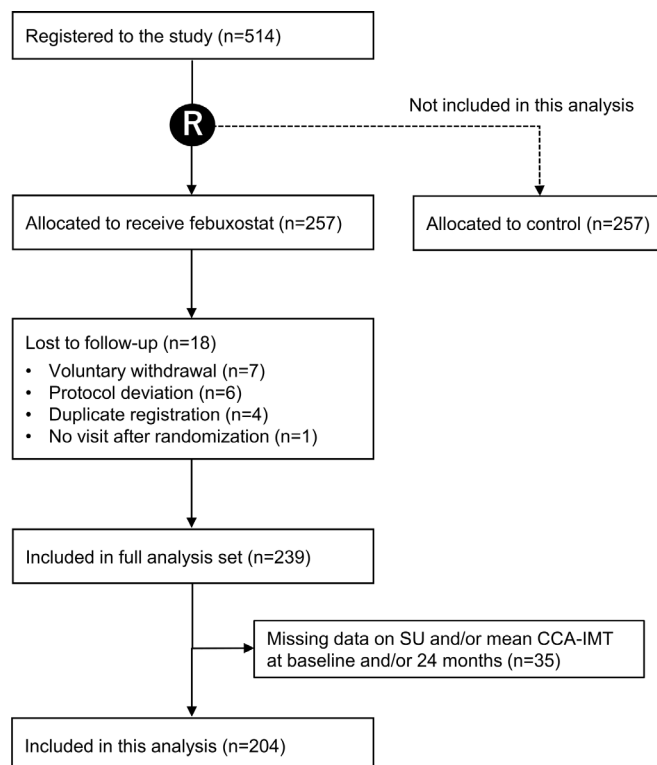 Registered to the study (n=514)
R
Not included in this analysis
Allocated to receive febuxostat (n=257)
Allocated to control (n=257)
Lost to follow-up (n=18)
• Voluntary withdrawal (n=7)
• Protocol deviation (n=6)
• Duplicate registration (n=4)
• No visit after randomization (n=1)
Included in full analysis set (n=239)
Missing data on SU and/or mean CCA-IMT
at baseline and/or 24 months (n=35)
Included in this analysis (n=204)